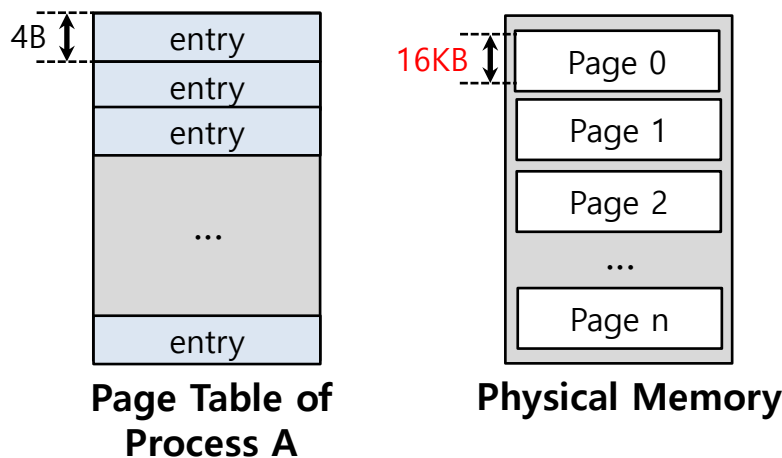 4B
entry
entry
entry
...
entry
Page Table of
Process A
16KB
Page 0
Page 1
Page 2
...
Page n
Physical Memory